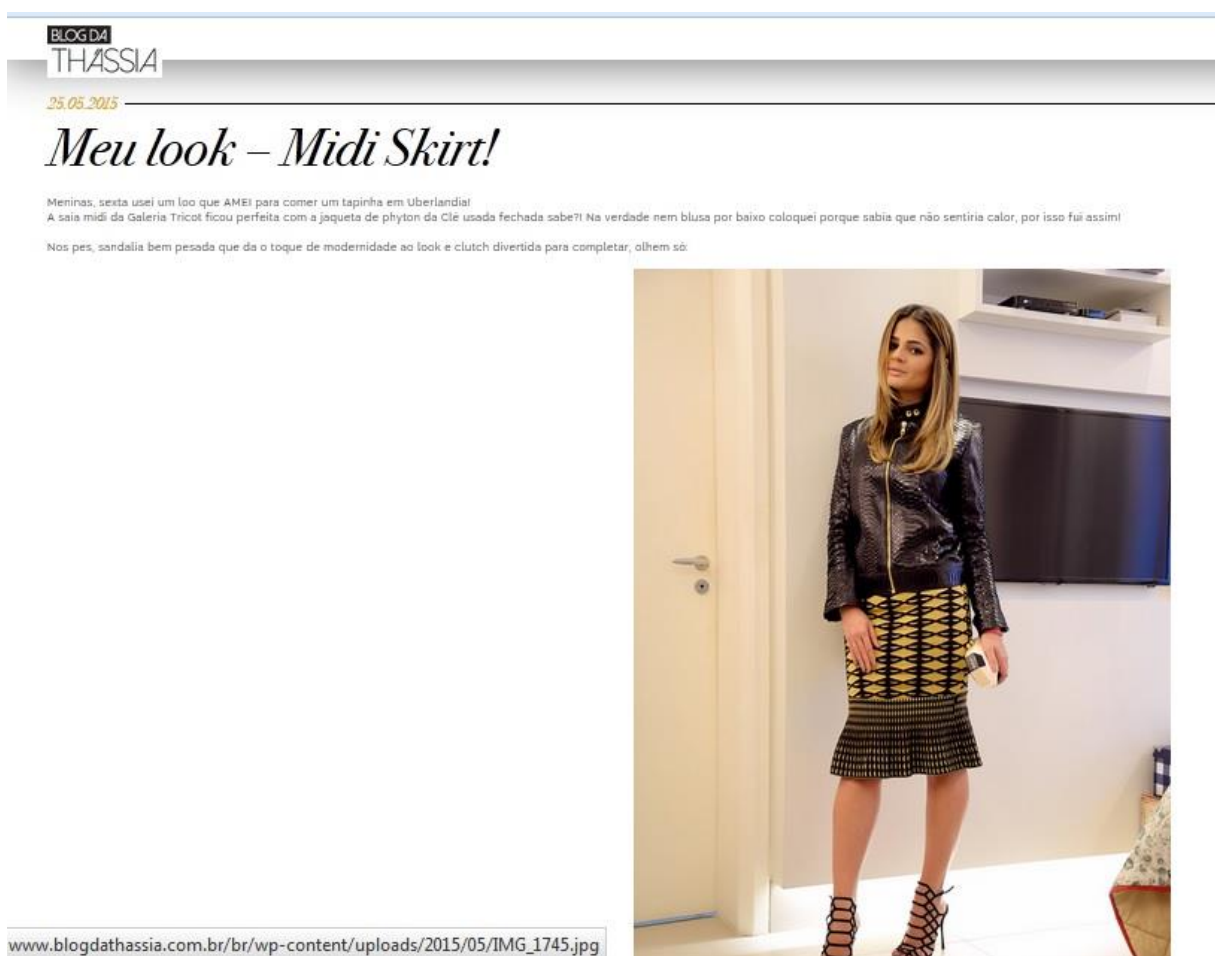 BLOG DA
THÁSSIA
25.05.2015
Meu look – Midi Skirt!
Meninas, sexta usei um loo que AMEI para comer um tapinha em Uberlandia!
A saia midi da Galeria Tricot ficou perfeita com a jaqueta de phyton da Clé usada fechada sabe?! Na verdade nem blusa por baixo coloquei porque sabia que não sentiria calor, por isso fui assim!
Nos pes, sandalia bem pesada que da o toque de modernidade ao look e clutch divertida para completar, olhem só:
www.blogdathassia.com.br/br/wp-content/uploads/2015/05/IMG_1745.jpg